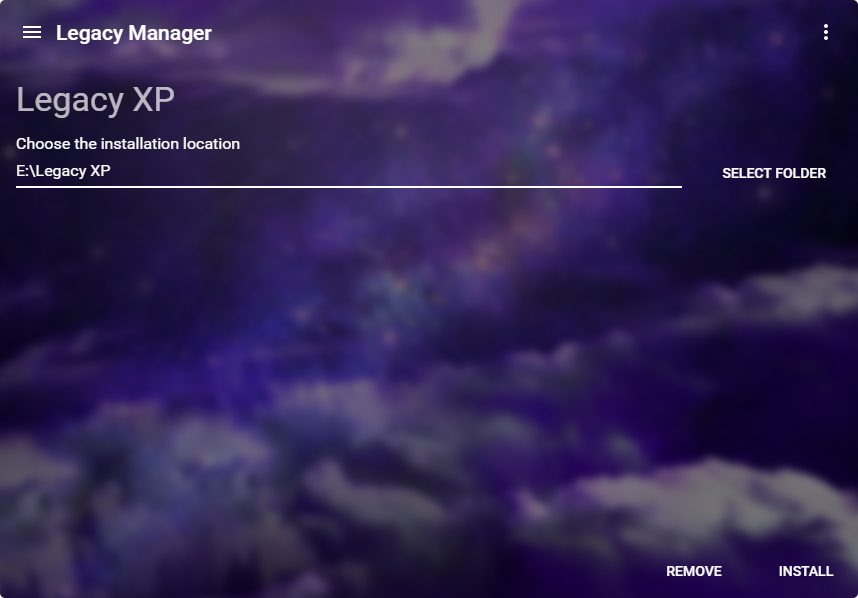 Legacy Manager
Legacy XP
Choose the installation location
E:\Legacy XP
SELECT FOLDER
REMOVE
INSTALL